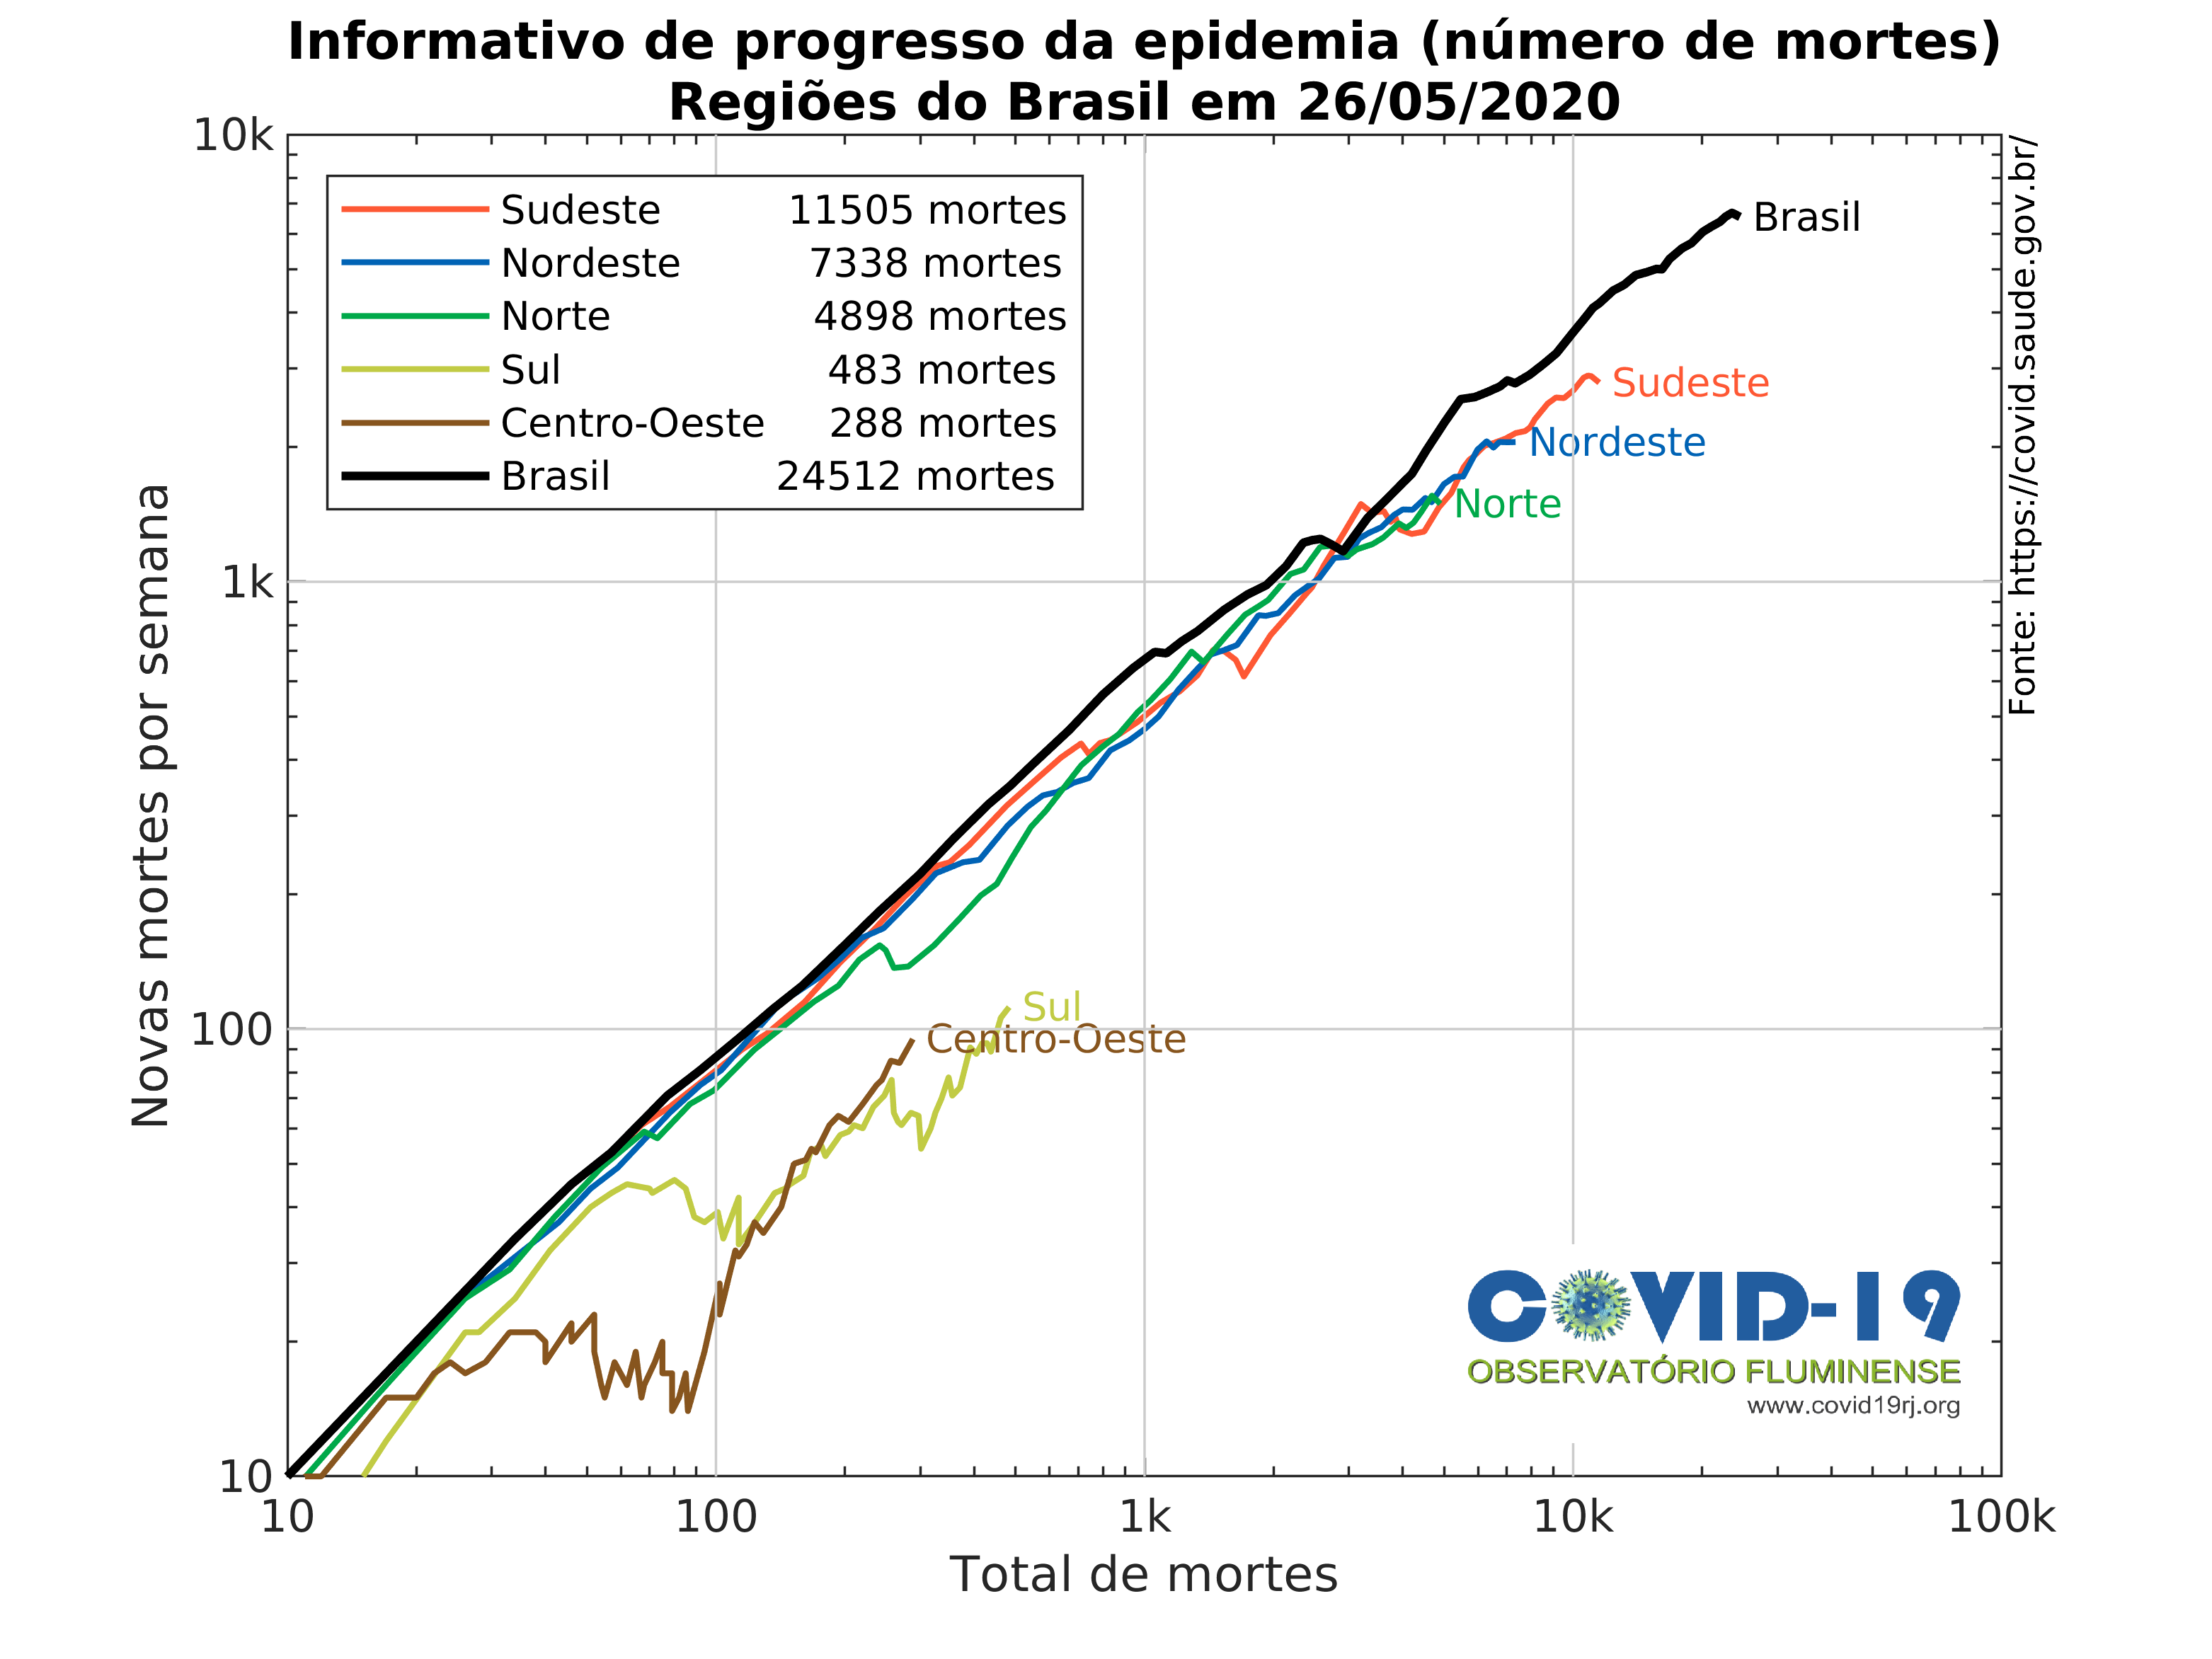 Informativo de progresso da epidemia (número de mortes)
Regiões do Brasil em 26/05/2020
10k
1k
100
10
Novas mortes por semana
Sudeste 11505 mortes
Nordeste 7338 mortes
Norte 4898 mortes
Sul 483 mortes
Centro-Oeste 288 mortes
Brasil 24512 mortes
Brasil
Sudeste
Nordeste
Norte
Sul
Centro-Oeste
Fonte: https://covid.saude.gov.br/
COVID-19
OBSERVATÓRIO FLUMINENSE
www.covid19rj.org
10 100 1k 10k 100k
Total de mortes